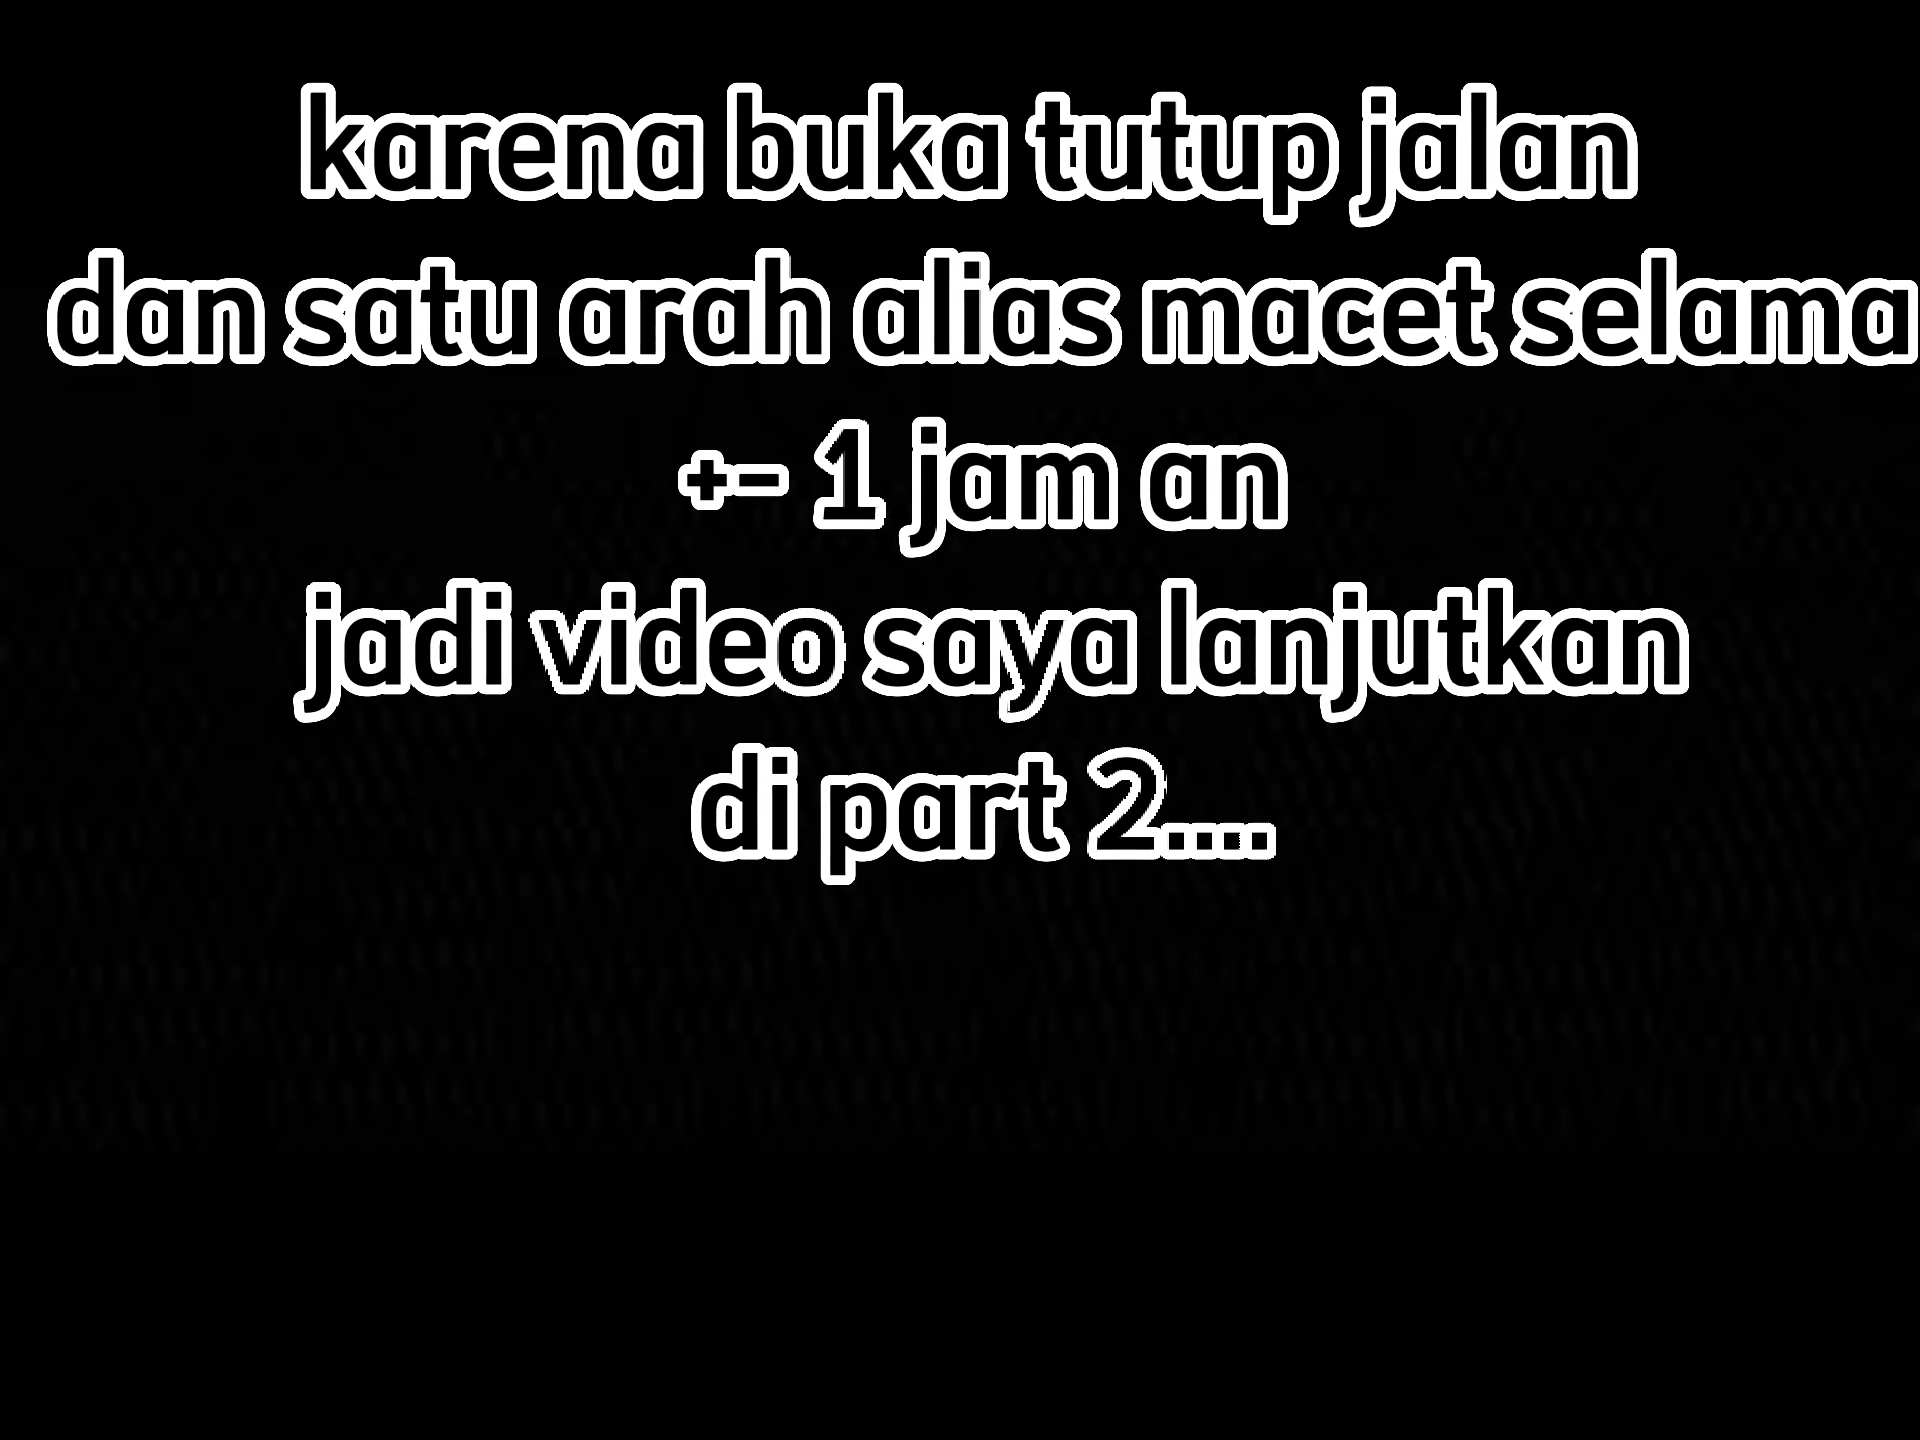 karena buka tutup jalan
dan satu arah alias macet selama
+- 1 jam an
jadi video saya lanjutkan
di part 2....